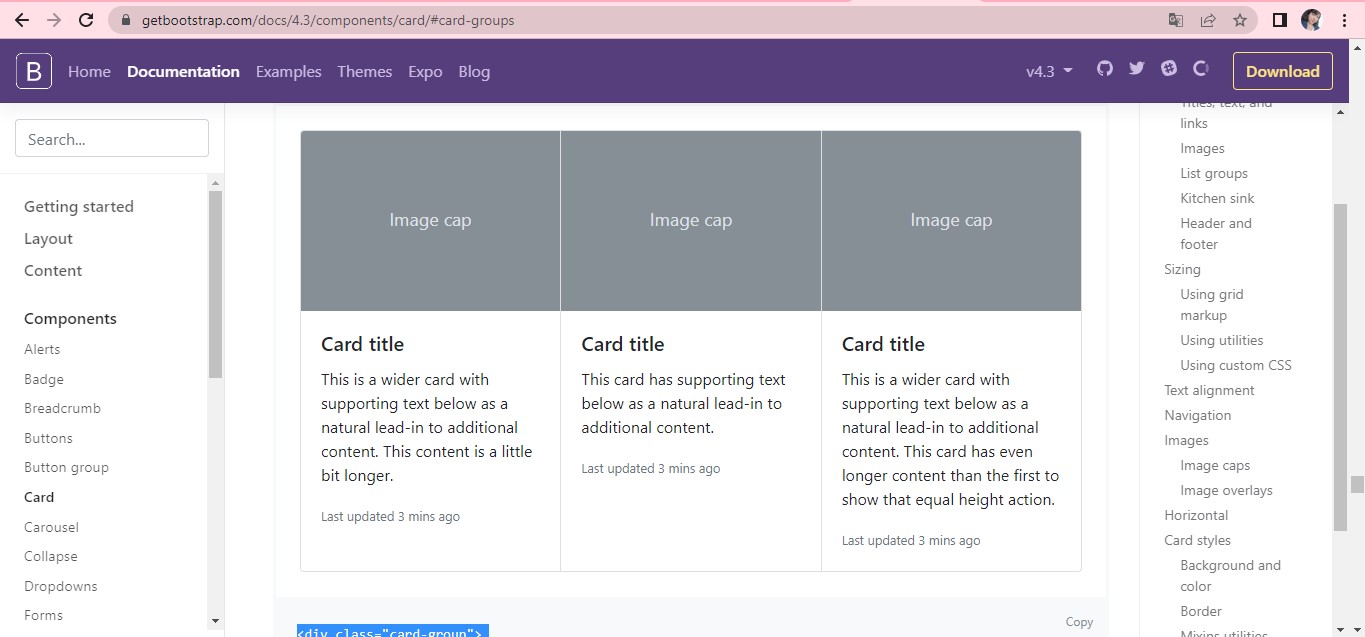 getbootstrap.com/docs/4.3/components/card/#card-groups
B Home Documentation Examples Themes Expo Blog v4.3 Download
Search...
Getting started
Layout
Content
Components
Alerts
Badge
Breadcrumb
Buttons
Button group
Card
Carousel
Collapse
Dropdowns
Forms
Image cap
Card title
This is a wider card with
supporting text below as a
natural lead-in to additional
content. This content is a little
bit longer.
Last updated 3 mins ago
Image cap
Card title
This card has supporting text
below as a natural lead-in to
additional content.
Last updated 3 mins ago
Image cap
Card title
This is a wider card with
supporting text below as a
natural lead-in to additional
content. This card has even
longer content than the first to
show that equal height action.
Last updated 3 mins ago
Copy
<div class="card-group">
Titles, text, and
links
Images
List groups
Kitchen sink
Header and
footer
Sizing
Using grid
markup
Using utilities
Using custom CSS
Text alignment
Navigation
Images
Image caps
Image overlays
Horizontal
Card styles
Background and
color
Border
Mixins utilities